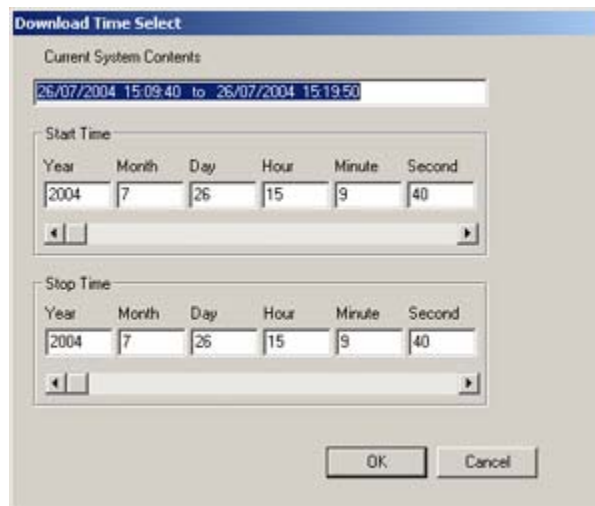 Download Time Select
Current System Contents
26/07/2004 15:09:40 to 26/07/2004 15:19:50
Start Time
Year Month Day Hour Minute Second
2004 7 26 15 9 40
Stop Time
Year Month Day Hour Minute Second
2004 7 26 15 9 40
OK Cancel